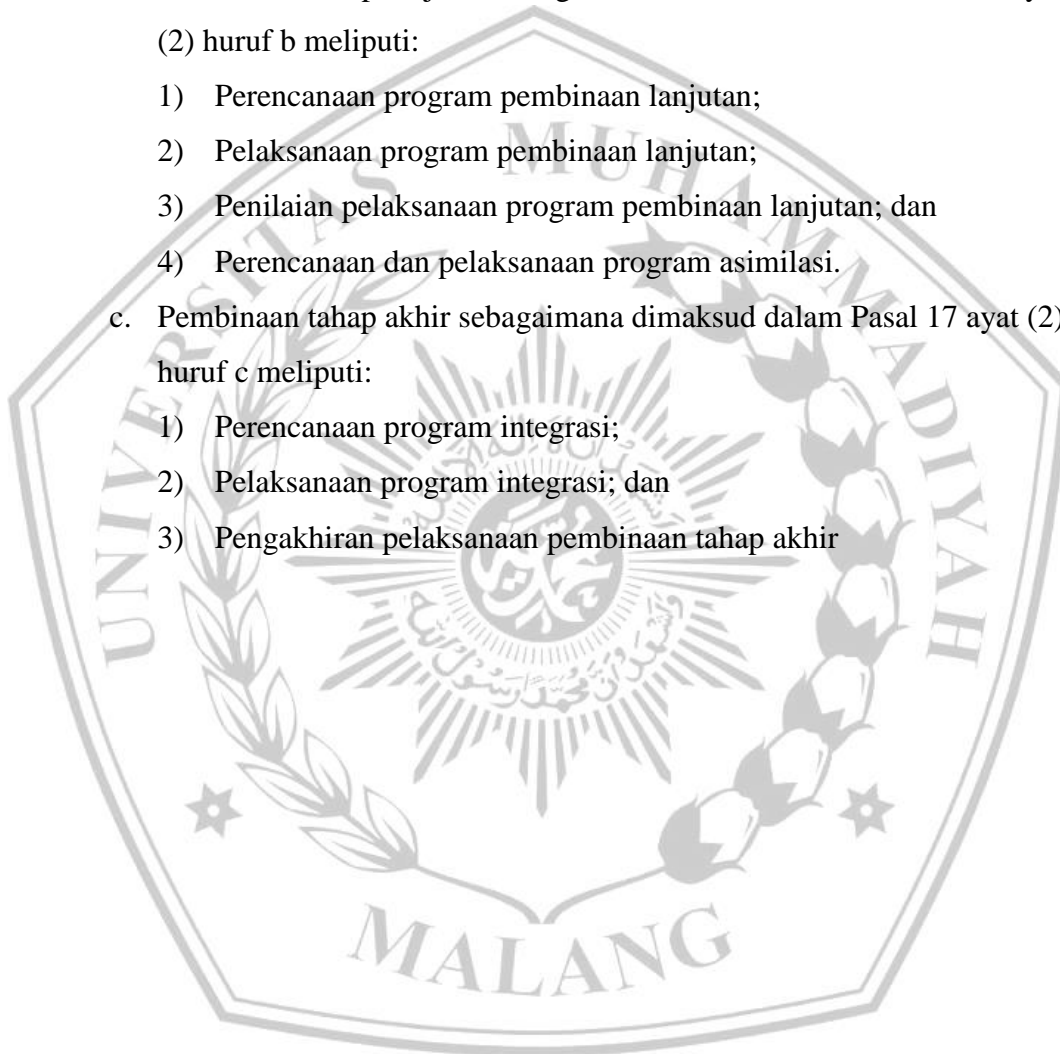 (2) huruf b meliputi:
1) Perencanaan program pembinaan lanjutan;
2) Pelaksanaan program pembinaan lanjutan;
3) Penilaian pelaksanaan program pembinaan lanjutan; dan
4) Perencanaan dan pelaksanaan program asimilasi.
c. Pembinaan tahap akhir sebagaimana dimaksud dalam Pasal 17 ayat (2)
huruf c meliputi:
1) Perencanaan program integrasi;
2) Pelaksanaan program integrasi; dan
3) Pengakhiran pelaksanaan pembinaan tahap akhir
UNIVERSITAS MUHAMMADIYAH
MALANG